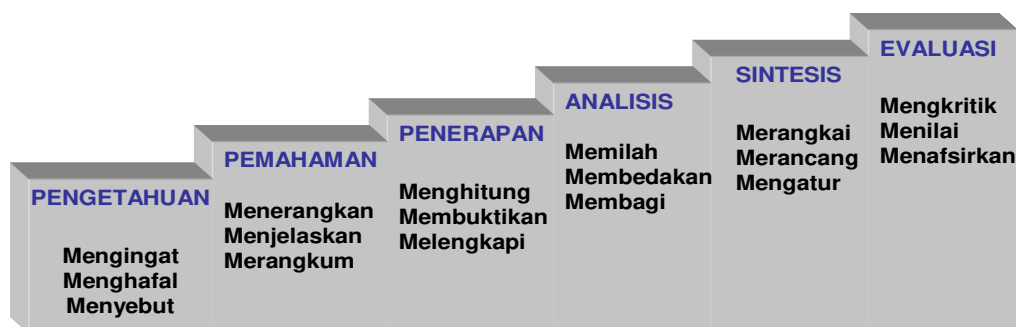 PENGETAHUAN
Mengingat
Menghafal
Menyebut
PEMAHAMAN
Menerangkan
Menjelaskan
Merangkum
PENERAPAN
Menghitung
Membuktikan
Melengkapi
ANALISIS
Memilah
Membedakan
Membagi
SINTESIS
Merangkai
Merancang
Mengatur
EVALUASI
Mengkritik
Menilai
Menafsirkan